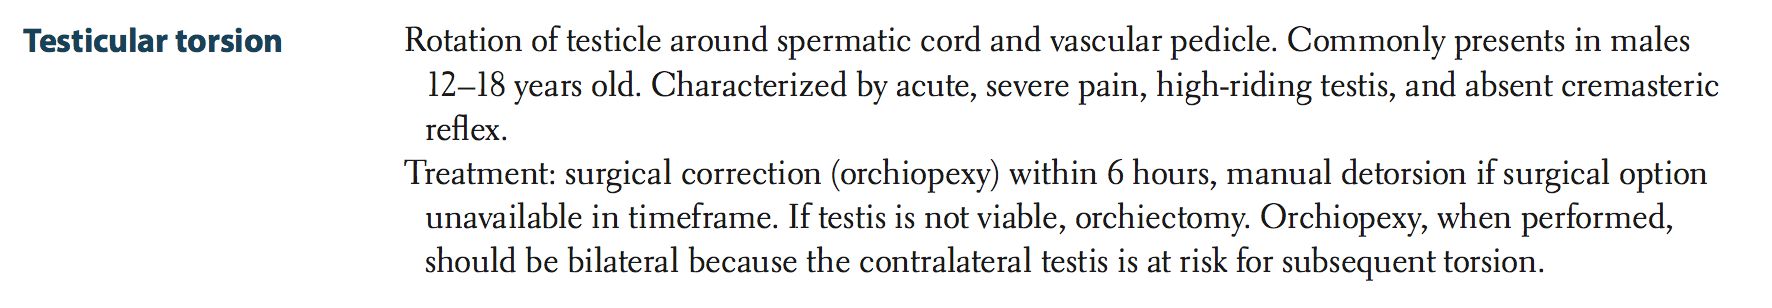 Testicular torsion
Rotation of testicle around spermatic cord and vascular pedicle. Commonly presents in males
12–18 years old. Characterized by acute, severe pain, high-riding testis, and absent cremasteric
reflex.
Treatment: surgical correction (orchiopexy) within 6 hours, manual detorsion if surgical option
unavailable in timeframe. If testis is not viable, orchiectomy. Orchiopexy, when performed,
should be bilateral because the contralateral testis is at risk for subsequent torsion.